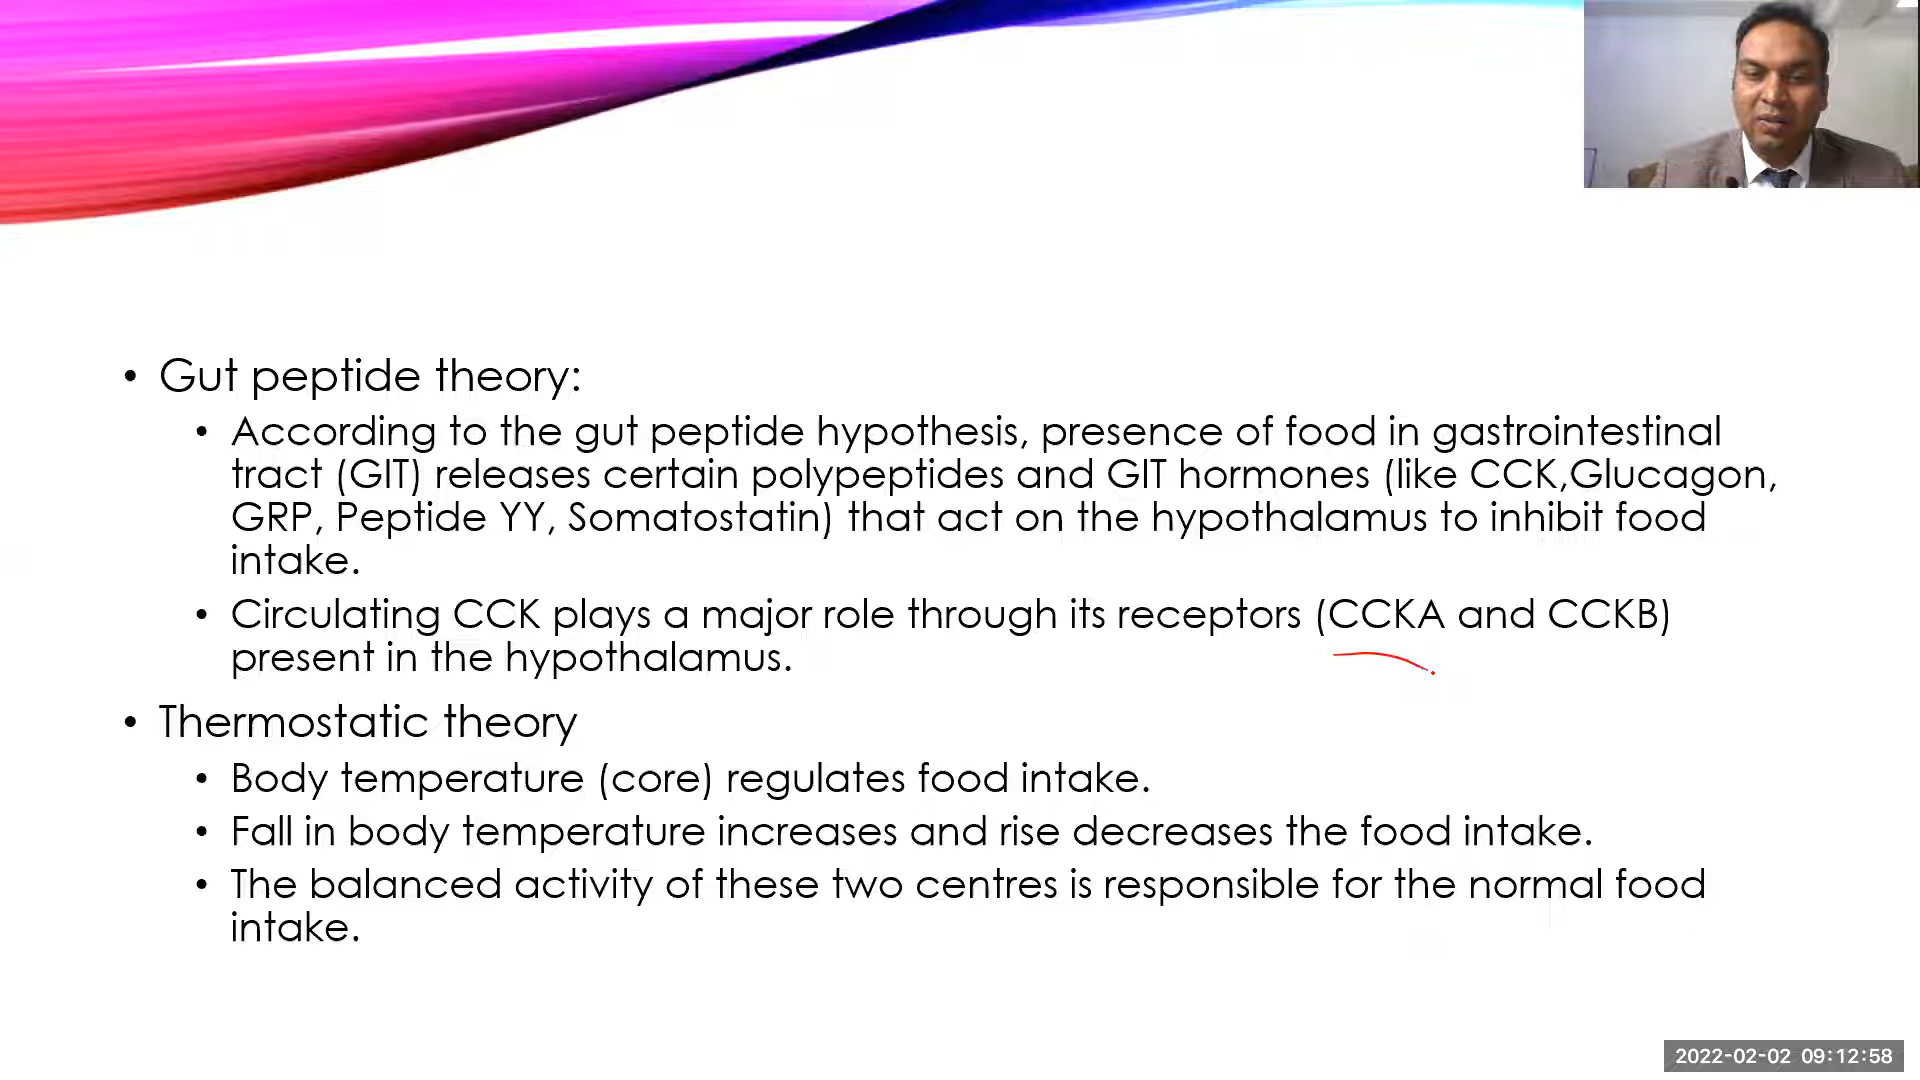 • Gut peptide theory:
• According to the gut peptide hypothesis, presence of food in gastrointestinal
tract (GIT) releases certain polypeptides and GIT hormones (like CCK,Glucagon,
GRP, Peptide YY, Somatostatin) that act on the hypothalamus to inhibit food
intake.
• Circulating CCK plays a major role through its receptors (CCKA and CCKB)
present in the hypothalamus.
• Thermostatic theory
• Body temperature (core) regulates food intake.
• Fall in body temperature increases and rise decreases the food intake.
• The balanced activity of these two centres is responsible for the normal food
intake.
2022-02-02 09:12:58